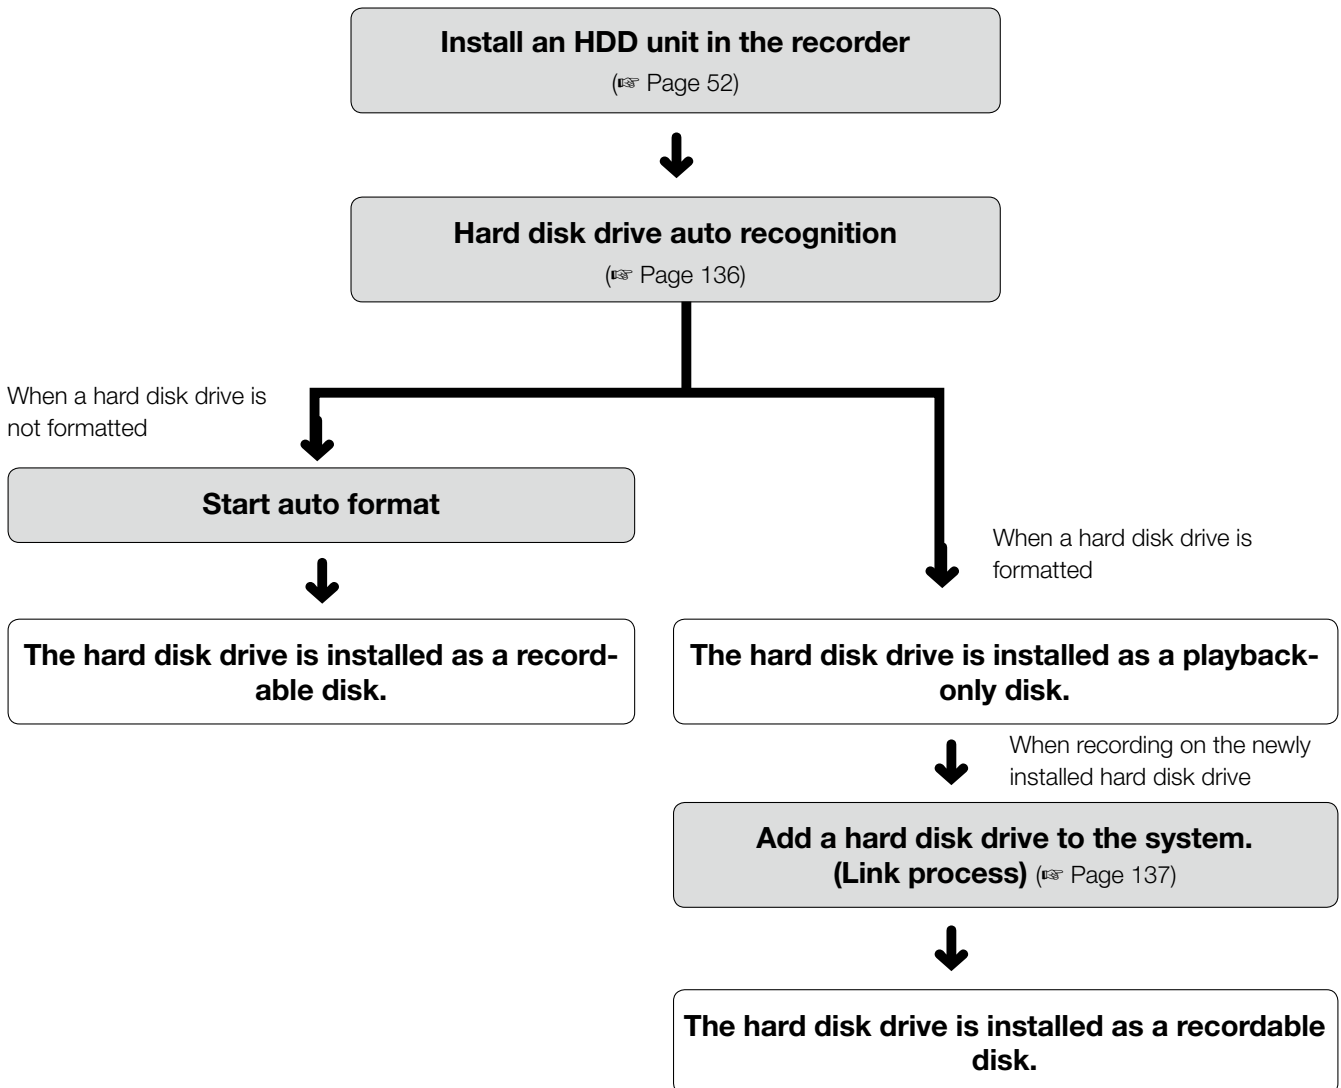 Install an HDD unit in the recorder
(☞ Page 52)
Hard disk drive auto recognition
(☞ Page 136)
When a hard disk drive is
not formatted
Start auto format
The hard disk drive is installed as a record-
able disk.
When a hard disk drive is
formatted
The hard disk drive is installed as a playback-
only disk.
When recording on the newly
installed hard disk drive
Add a hard disk drive to the system.
(Link process) (☞ Page 137)
The hard disk drive is installed as a recordable
disk.